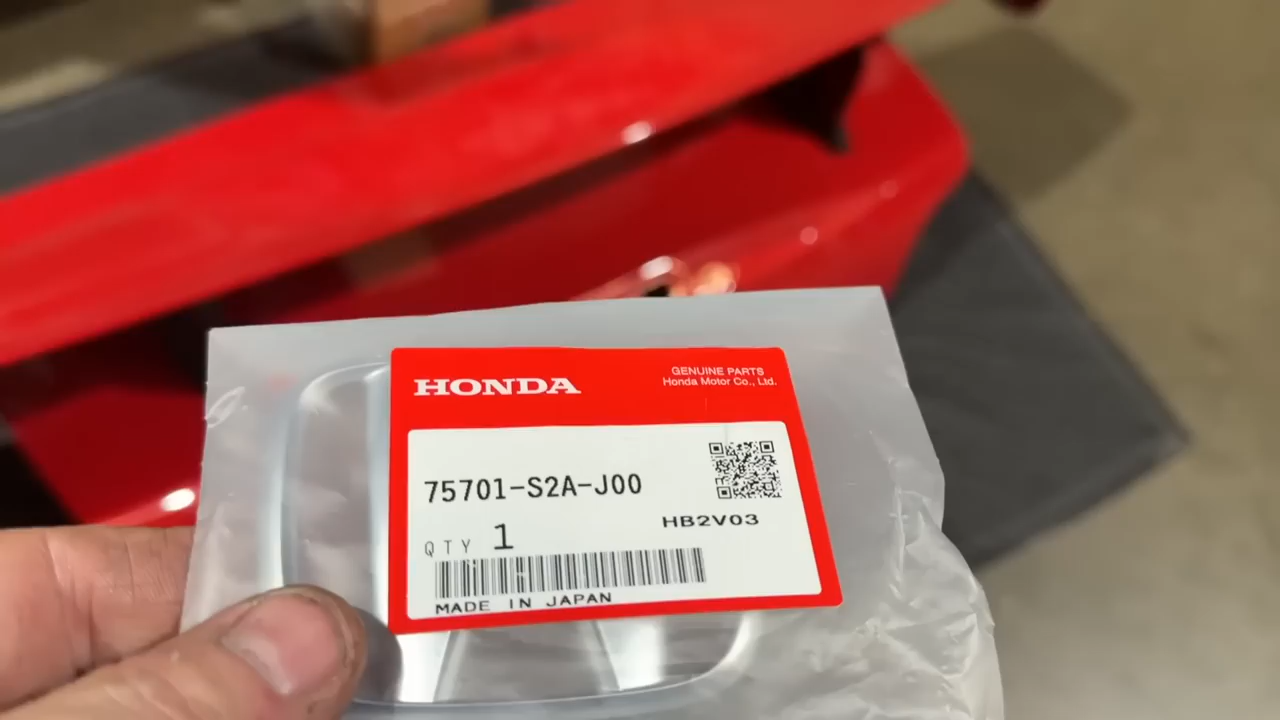 HONDA
GENUINE PARTS
Honda Motor Co., Ltd.
75701-S2A-J00
HB2V03
QTY 1
MADE IN JAPAN